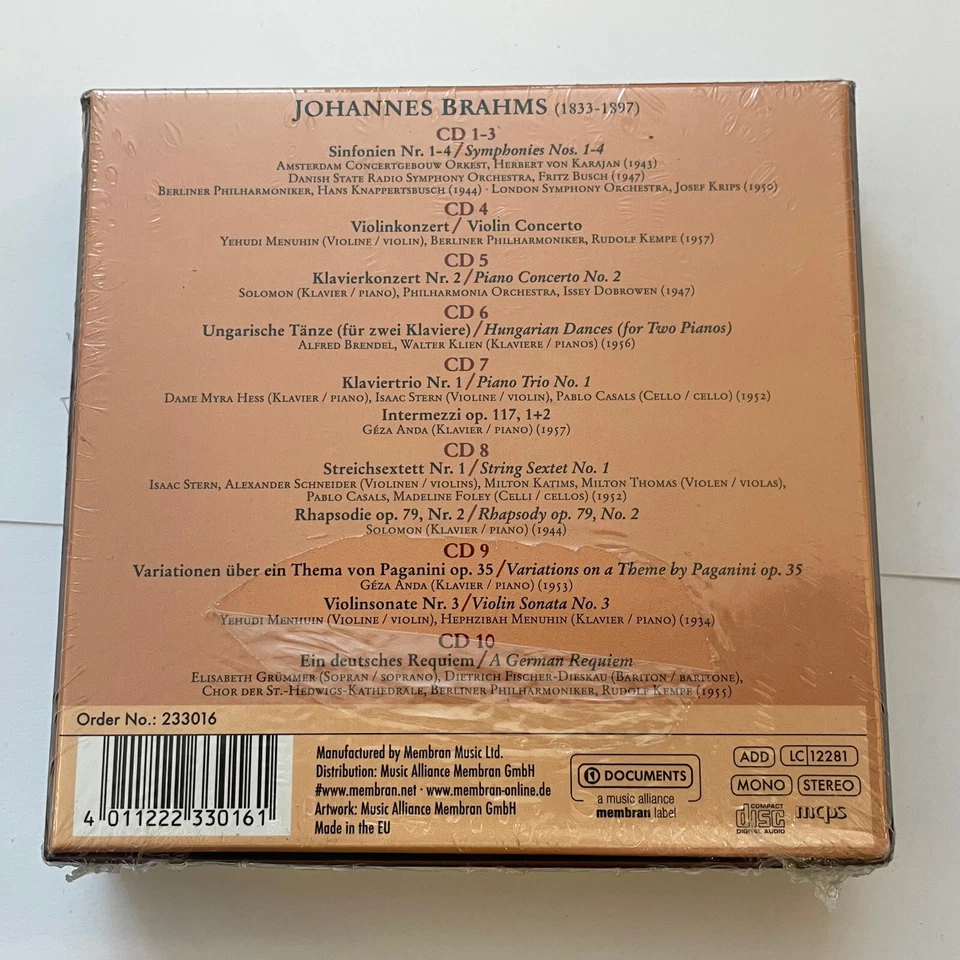 JOHANNES BRAHMS (1833-1897)
CD 1-3
Sinfonien Nr. 1-4 / Symphonies Nos. 1-4
Amsterdam Concertgebouw Orkest, Herbert von Karajan (1943)
Danish State Radio Symphony Orchestra, Fritz Busch (1947)
Berliner Philharmoniker, Hans Knappertsbusch (1944) · London Symphony Orchestra, Josef Krips (1950)
CD 4
Violinkonzert / Violin Concerto
Yehudi Menuhin (Violine / violin), Berliner Philharmoniker, Rudolf Kempe (1957)
CD 5
Klavierkonzert Nr. 2 / Piano Concerto No. 2
Solomon (Klavier / piano), Philharmonia Orchestra, Issey Dobrowen (1947)
CD 6
Ungarische Tänze (für zwei Klaviere) / Hungarian Dances (for Two Pianos)
Alfred Brendel, Walter Klien (Klaviere / pianos) (1956)
CD 7
Klaviertrio Nr. 1 / Piano Trio No. 1
Dame Myra Hess (Klavier / piano), Isaac Stern (Violine / violin), Pablo Casals (Cello / cello) (1952)
Intermezzi op. 117, 1+2
Géza Anda (Klavier / piano) (1957)
CD 8
Streichsextett Nr. 1 / String Sextet No. 1
Isaac Stern, Alexander Schneider (Violinen / violins), Milton Katims, Milton Thomas (Violen / violas),
Pablo Casals, Madeline Foley (Celli / cellos) (1952)
Rhapsodie op. 79, Nr. 2 / Rhapsody op. 79, No. 2
Solomon (Klavier / piano) (1944)
CD 9
Variationen über ein Thema von Paganini op. 35 / Variations on a Theme by Paganini op. 35
Géza Anda (Klavier / piano) (1953)
Violinsonate Nr. 3 / Violin Sonata No. 3
Yehudi Menhuin (Violine / violin), Hephzibah Menuhin (Klavier / piano) (1934)
CD 10
Ein deutsches Requiem / A German Requiem
Elisabeth Grümmer (Sopran / soprano), Dietrich Fischer-Dieskau (Bariton / baritone),
Chor der St.-Hedwigs-Kathedrale, Berliner Philharmoniker, Rudolf Kempe (1955)
Order No.: 233016
4 011222 330161
Manufactured by Membran Music Ltd.
Distribution: Music Alliance Membran GmbH
#www.membran.net · www.membran-online.de
Artwork: Music Alliance Membran GmbH
Made in the EU
DOCUMENTS
a music alliance
membran label
ADD LC 12281
MONO STEREO
COMPACT disc DIGITAL AUDIO
mcps